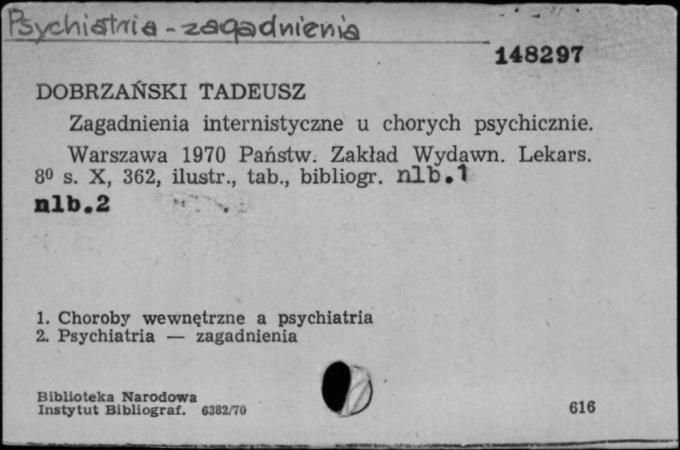 Psychiatria - zagadnienia
148297
DOBRZAŃSKI TADEUSZ
Zagadnienia internistyczne u chorych psychicznie.
Warszawa 1970 Państw. Zakład Wydawn. Lekars.
8⁰ s. X, 362, ilustr., tab., bibliogr. nlb.1
nlb.2
1. Choroby wewnętrzne a psychiatria
2. Psychiatria — zagadnienia
Biblioteka Narodowa
Instytut Bibliograf. 6382/70
616